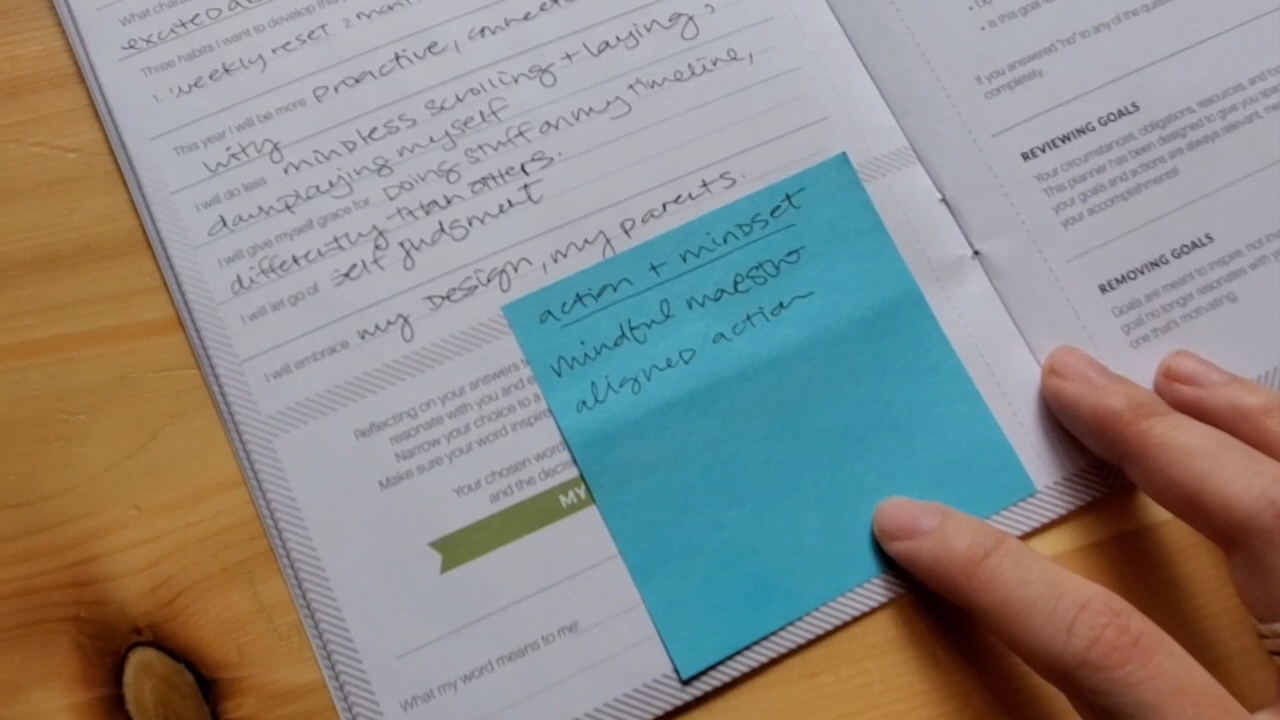 What
excited
Three habits I want to develop this
1. weekly reset 2.
This year I will be more proactive,
witty
I will do less mindless scrolling + laying,
downplaying myself
I will give myself grace for Doing stuff on my timeline,
differently than others.
I will let go of self judgment
I will embrace my Design, my parents.
Reflecting on your answers
resonate with you and
Narrow your choice to a
Make sure your word
Your chosen word
and the
MY
What my word means to me
action + mindset
mindful maestro
aligned action
• Is this goal
If you answered "no" to any of the
completely.
REVIEWING GOALS
Your circumstances, obligations, resources, and
This planner has been designed to give you
your goals and actions are always relevant,
your accomplishments!
REMOVING GOALS
Goals are meant to inspire, not
goal no longer resonates with
one that's motivating.